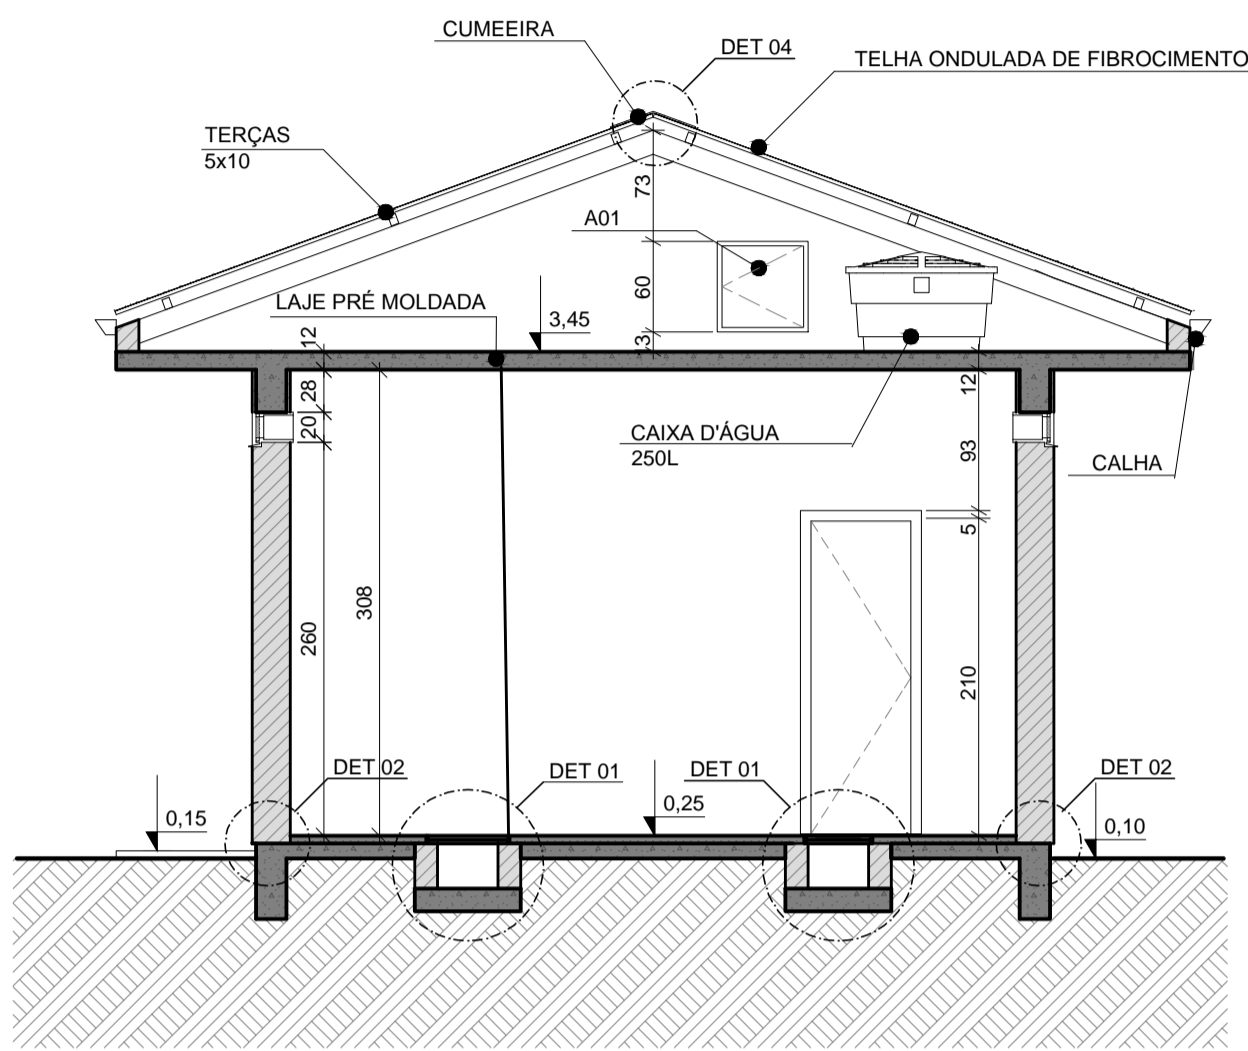 CUMEEIRA
DET 04
TELHA ONDULADA DE FIBROCIMENTO
TERÇAS
5x10
73
A01
60
LAJE PRÉ MOLDADA
3,45
12
13
28
12
20
CAIXA D'ÁGUA
250L
93
CALHA
5
308
260
210
DET 02
DET 01
DET 01
DET 02
0,15
0,25
0,10